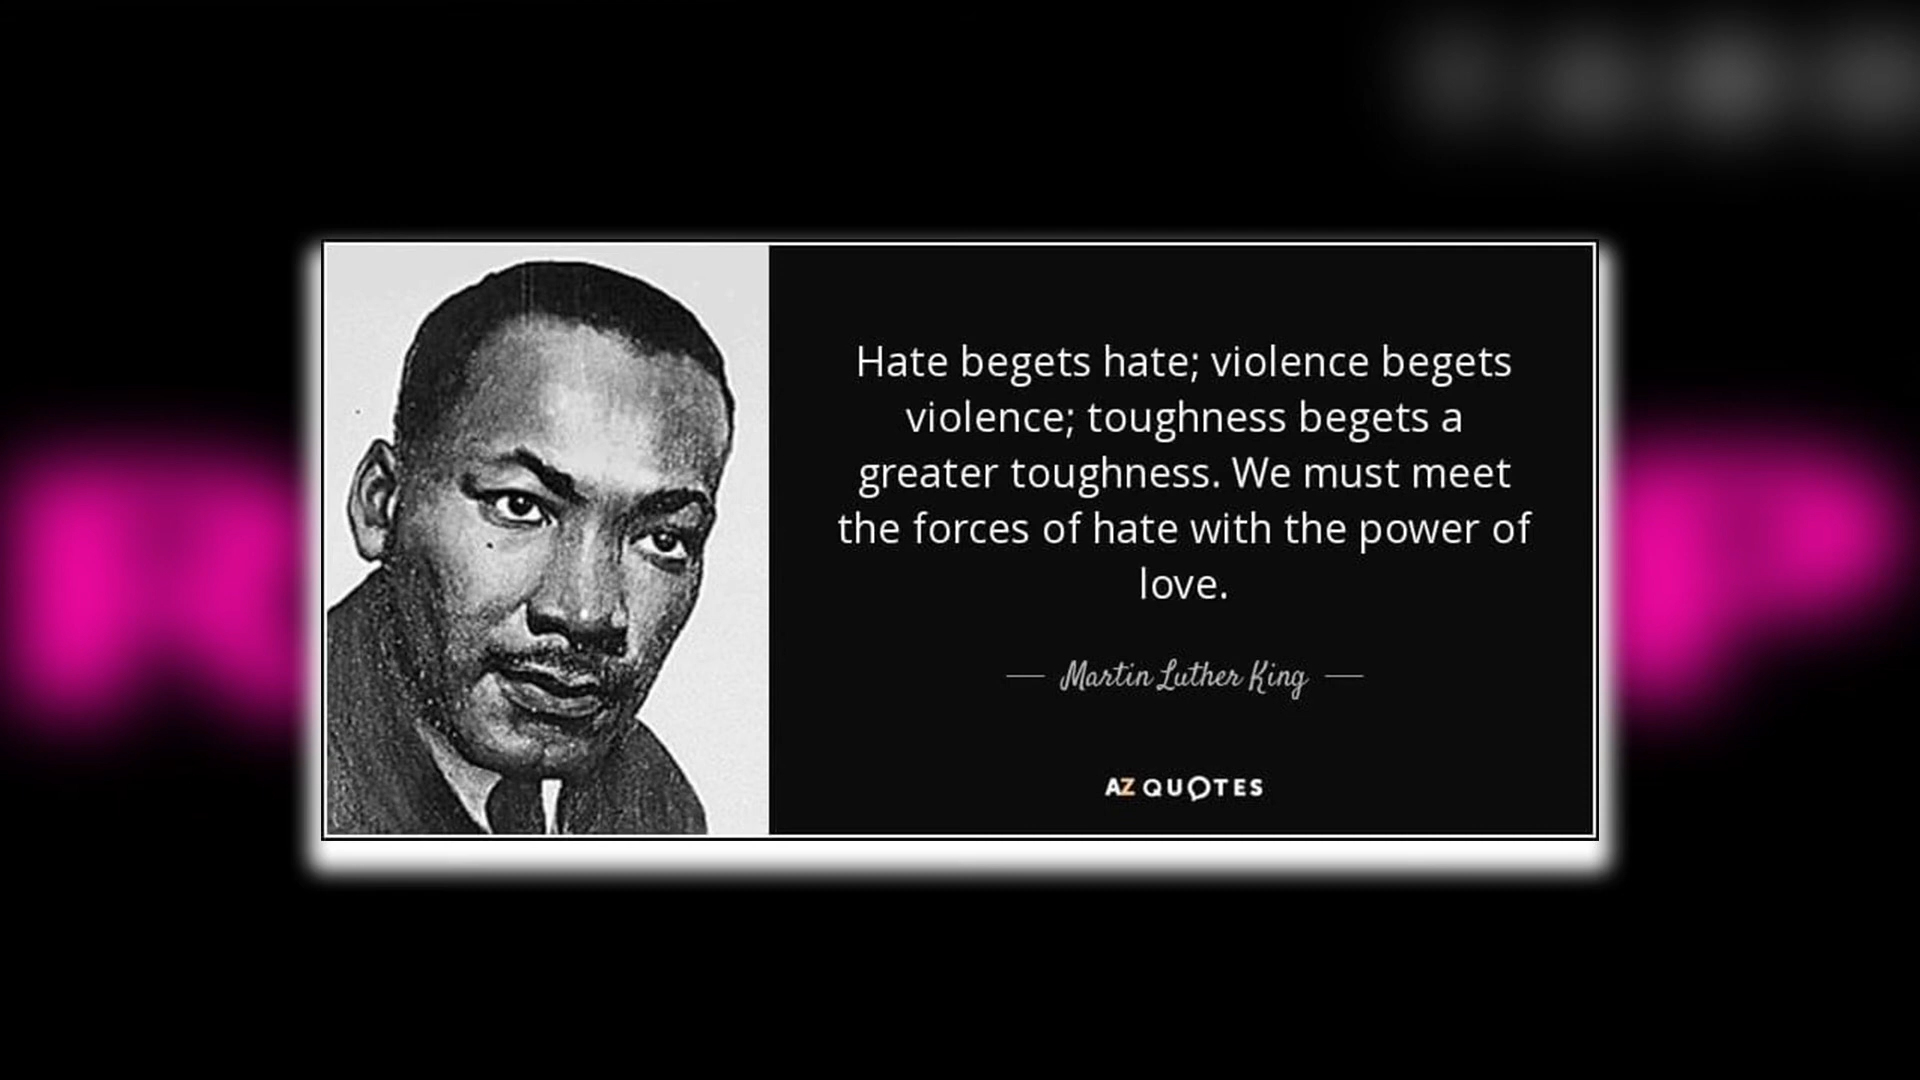 Hate begets hate; violence begets
violence; toughness begets a
greater toughness. We must meet
the forces of hate with the power of
love.
Martin Luther King
AZ QUOTES